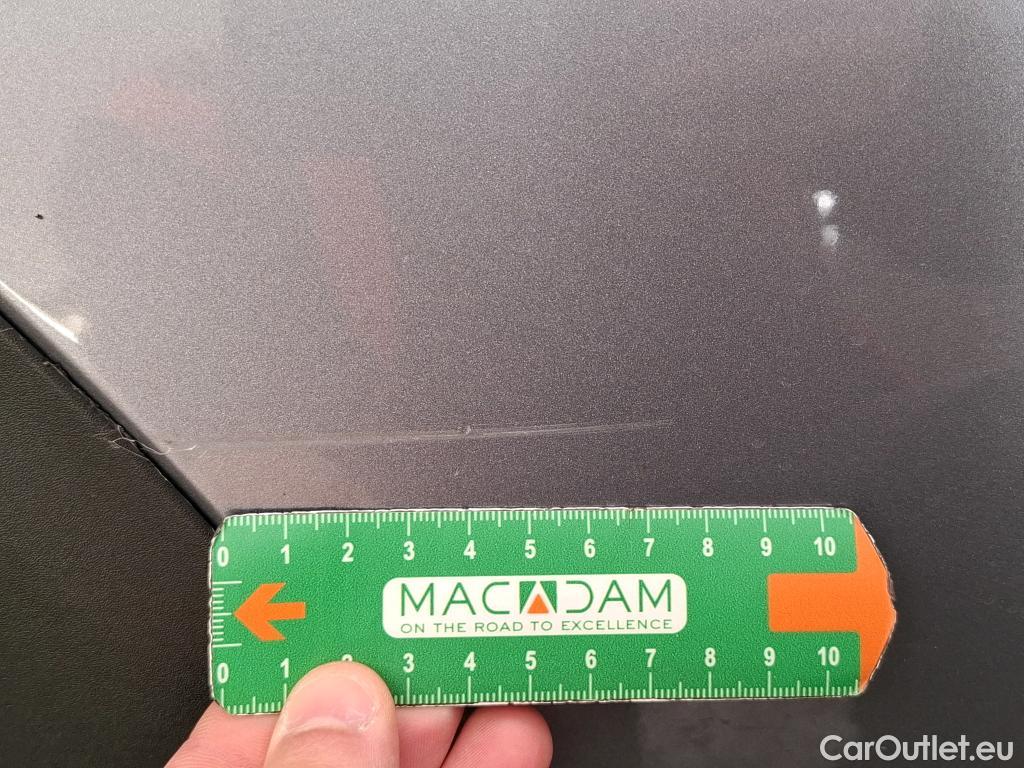 0 1 2 3 4 5 6 7 8 9 10
MACADAM
ON THE ROAD TO EXCELLENCE
0 1 2 3 4 5 6 7 8 9 10
CarOutlet.eu